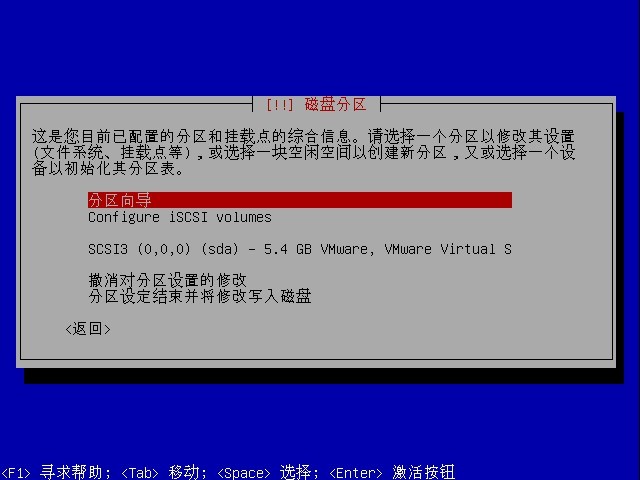 [!!] 磁盘分区
这是您目前已配置的分区和挂载点的综合信息。请选择一个分区以修改其设置
(文件系统、挂载点等)，或选择一块空闲空间以创建新分区，又或选择一个设
备以初始化其分区表。
分区向导
Configure iSCSI volumes
SCSI3 (0,0,0) (sda) - 5.4 GB VMware, VMware Virtual S
撤消对分区设置的修改
分区设定结束并将修改写入磁盘
<返回>
<F1> 寻求帮助; <Tab> 移动; <Space> 选择; <Enter> 激活按钮